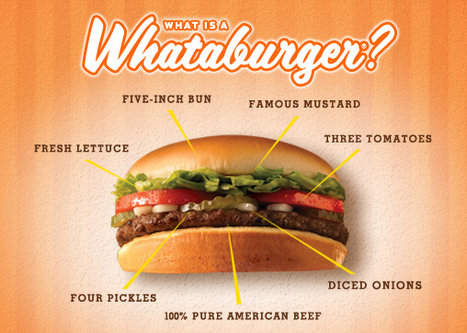 WHAT IS A
Whataburger®?
FIVE-INCH BUN
FAMOUS MUSTARD
FRESH LETTUCE
THREE TOMATOES
FOUR PICKLES
DICED ONIONS
100% PURE AMERICAN BEEF